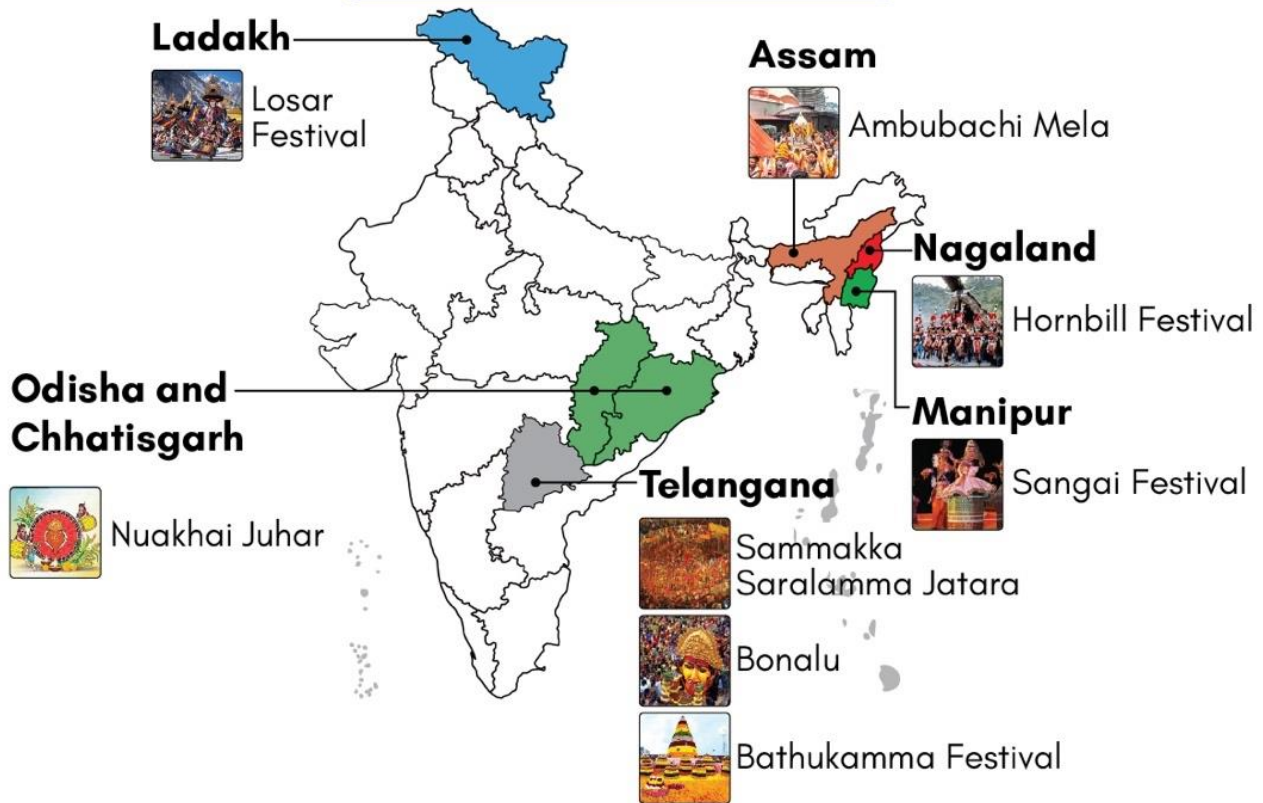 Ladakh
Losar
Festival
Assam
Ambubachi Mela
Nagaland
Hornbill Festival
Odisha and
Chhatisgarh
Nuakhai Juhar
Manipur
Sangai Festival
Telangana
Sammakka
Saralamma Jatara
Bonalu
Bathukamma Festival